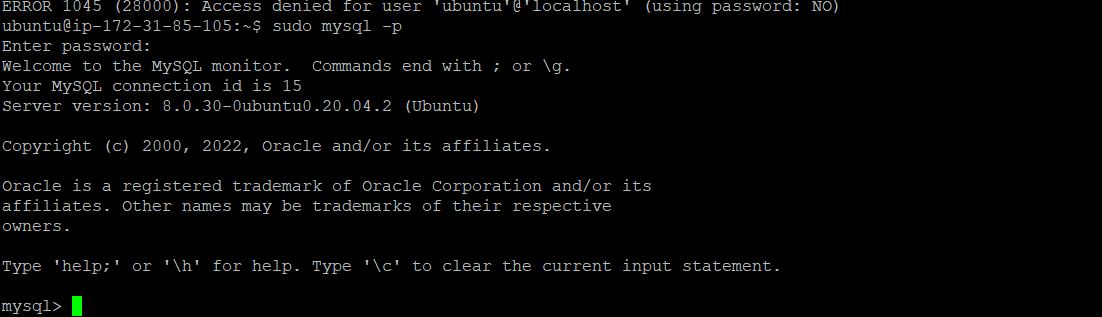 ERROR 1045 (28000): Access denied for user 'ubuntu'@'localhost' (using password: NO)
ubuntu@ip-172-31-85-105:~$ sudo mysql -p
Enter password:
Welcome to the MySQL monitor.  Commands end with ; or \g.
Your MySQL connection id is 15
Server version: 8.0.30-0ubuntu0.20.04.2 (Ubuntu)

Copyright (c) 2000, 2022, Oracle and/or its affiliates.

Oracle is a registered trademark of Oracle Corporation and/or its
affiliates. Other names may be trademarks of their respective
owners.

Type 'help;' or '\h' for help. Type '\c' to clear the current input statement.

mysql>